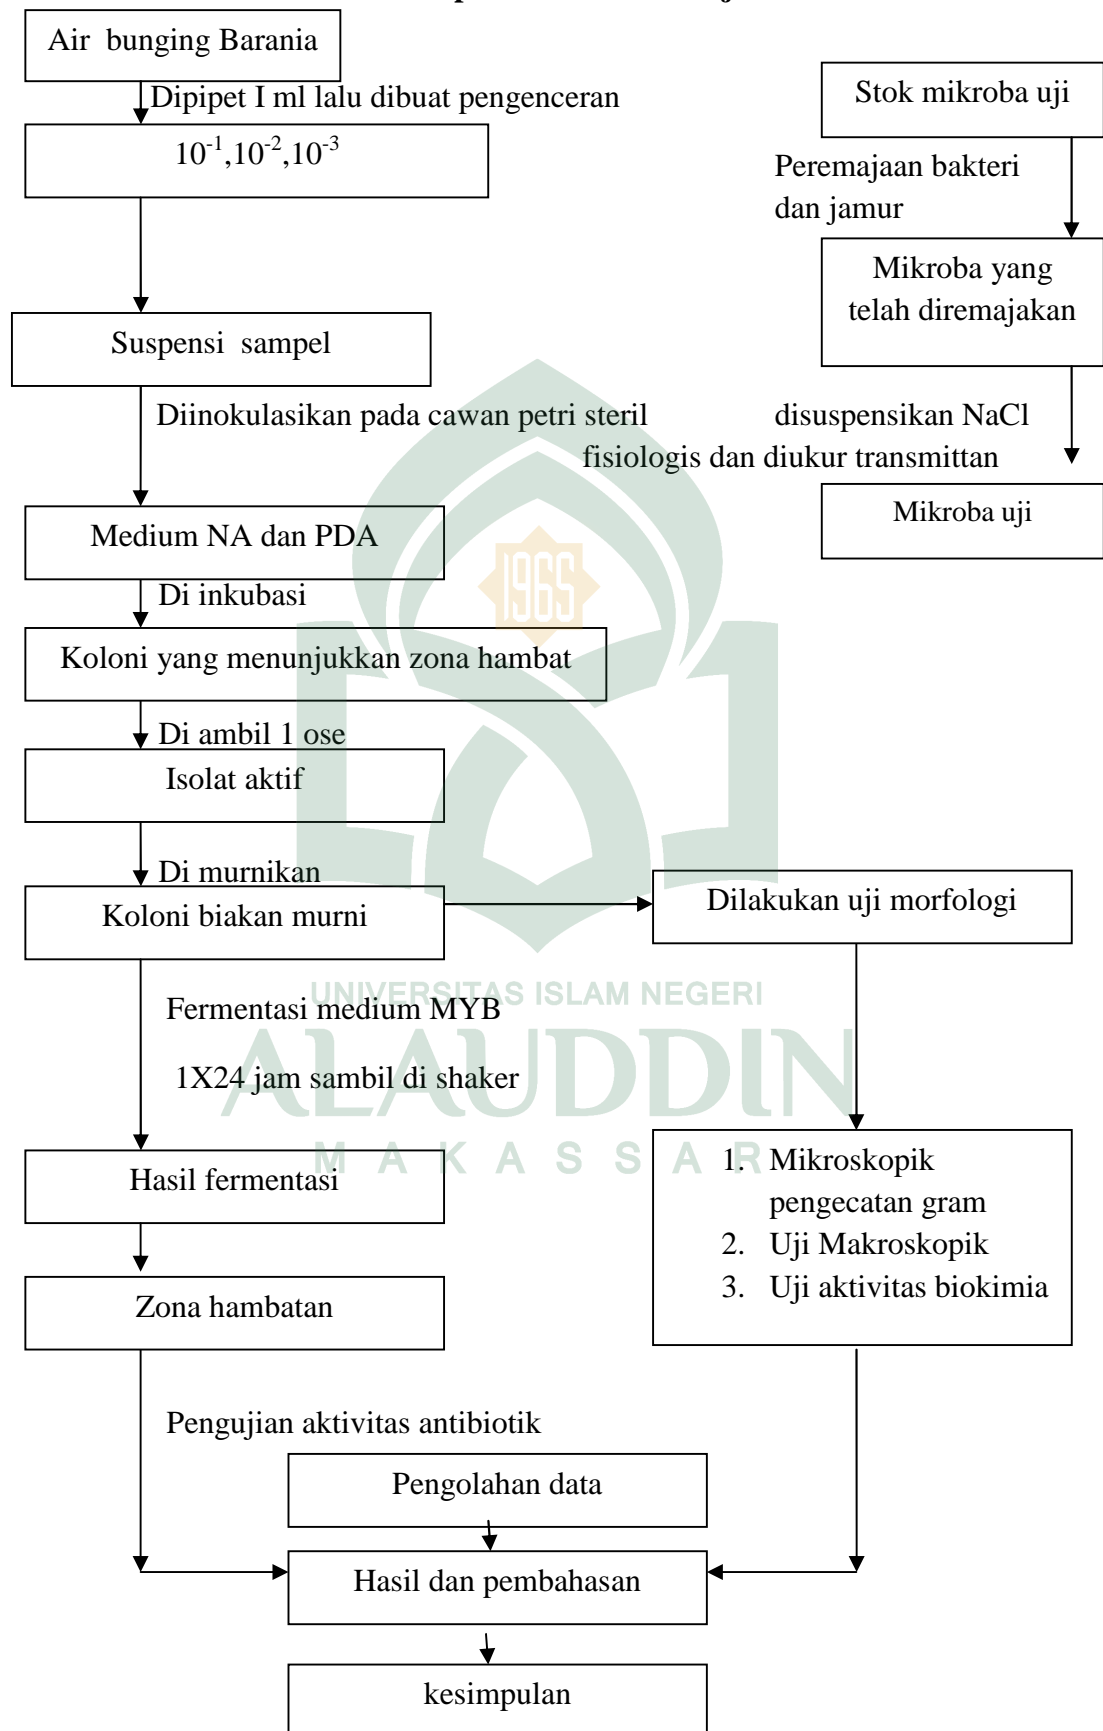 Air bunging Barania
Dipipet I ml lalu dibuat pengenceran
10-1,10-2,10-3
Suspensi sampel
Diinokulasikan pada cawan petri steril
Medium NA dan PDA
Di inkubasi
Koloni yang menunjukkan zona hambat
Di ambil 1 ose
Isolat aktif
Di murnikan
Koloni biakan murni
Fermentasi medium MYB
1X24 jam sambil di shaker
Hasil fermentasi
Zona hambatan
Pengujian aktivitas antibiotik
Stok mikroba uji
Peremajaan bakteri
dan jamur
Mikroba yang
telah diremajakan
disuspensikan NaCl
fisiologis dan diukur transmittan
Mikroba uji
Dilakukan uji morfologi
1. Mikroskopik
pengecatan gram
2. Uji Makroskopik
3. Uji aktivitas biokimia
Pengolahan data
Hasil dan pembahasan
kesimpulan
1965
UNIVERSITAS ISLAM NEGERI
ALAUDDIN
MAKASSAR